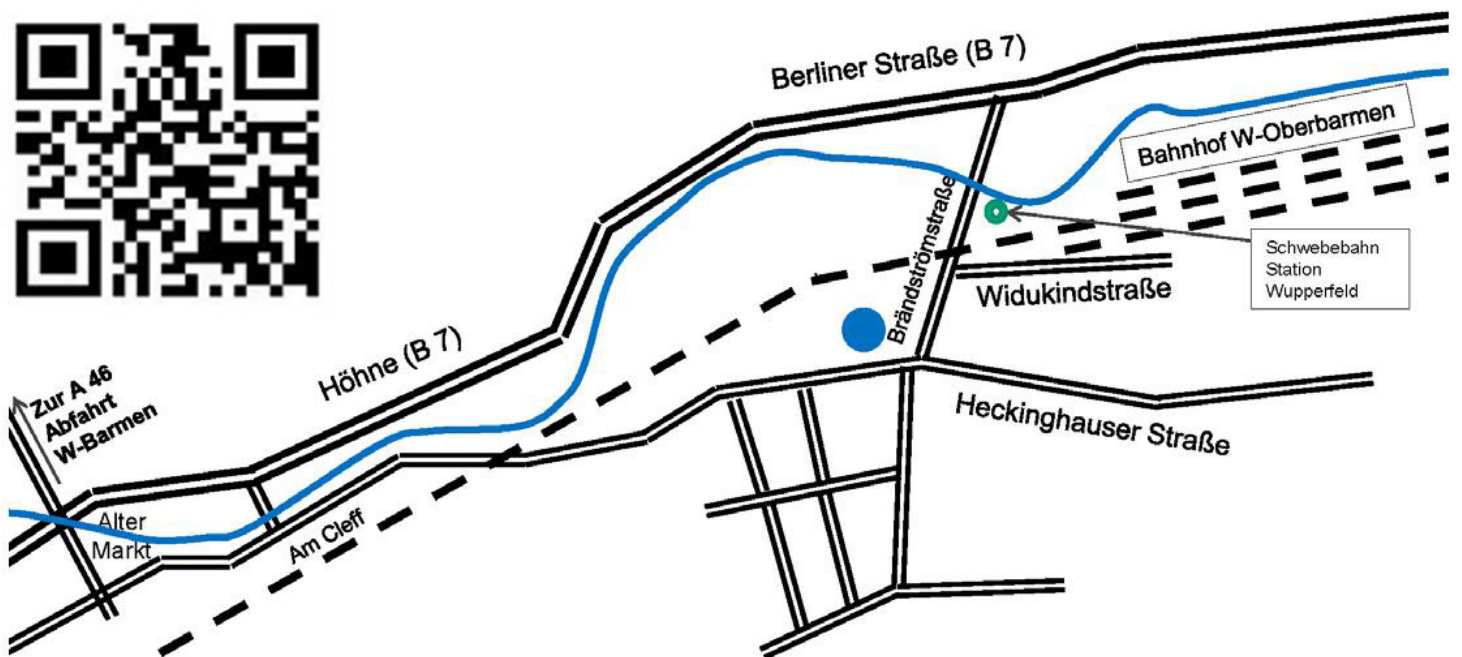 Berliner Straße (B 7)
Bahnhof W-Oberbarmen
Brändströmstraße
Schwebebahn
Station
Wupperfeld
Widukindstraße
Höhne (B 7)
Zur A 46
Abfahrt
W-Barmen
Heckinghauser Straße
Alter
Markt
Am Cleff